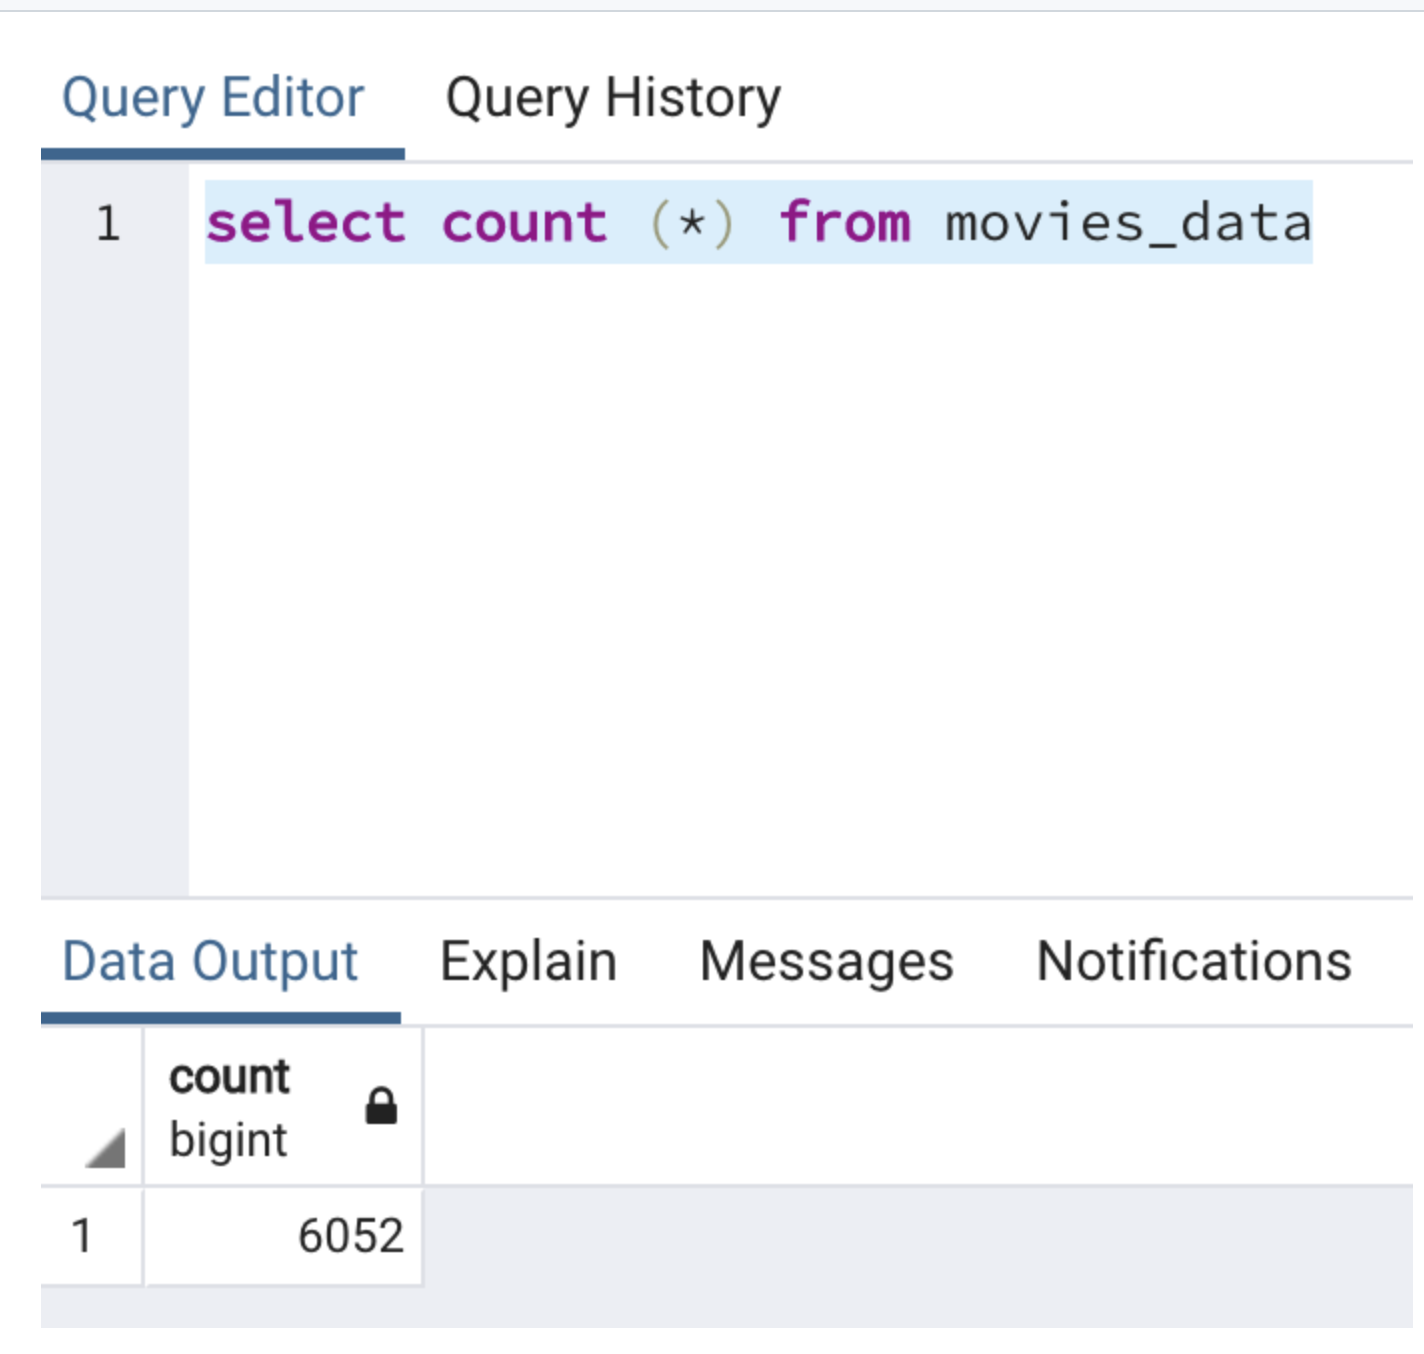 Query Editor Query History
1 select count (*) from movies_data
Data Output Explain Messages Notifications
count
bigint
1 6052